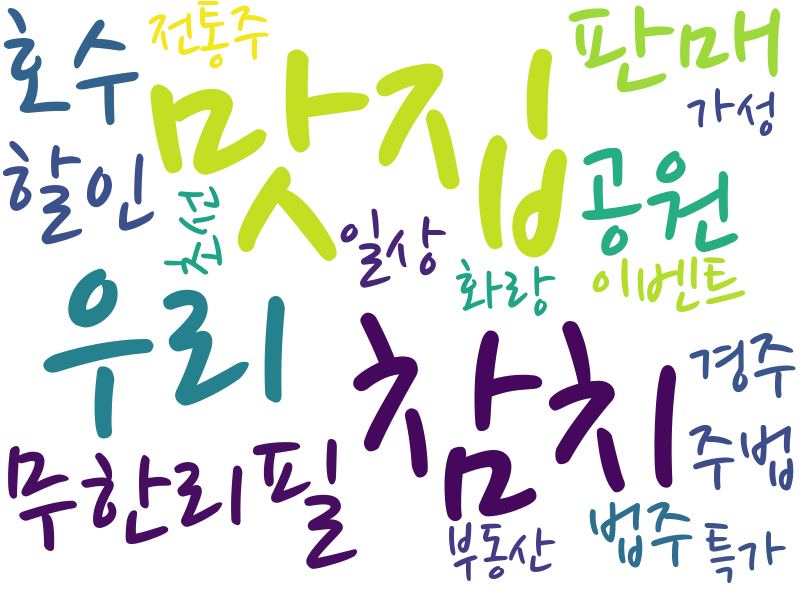 호수
전통주
맛집
판매
가성
할인
초석
일상
공원
화랑
이벤트
우리
참치
경주
주법
무한리필
부동산
법주
특가